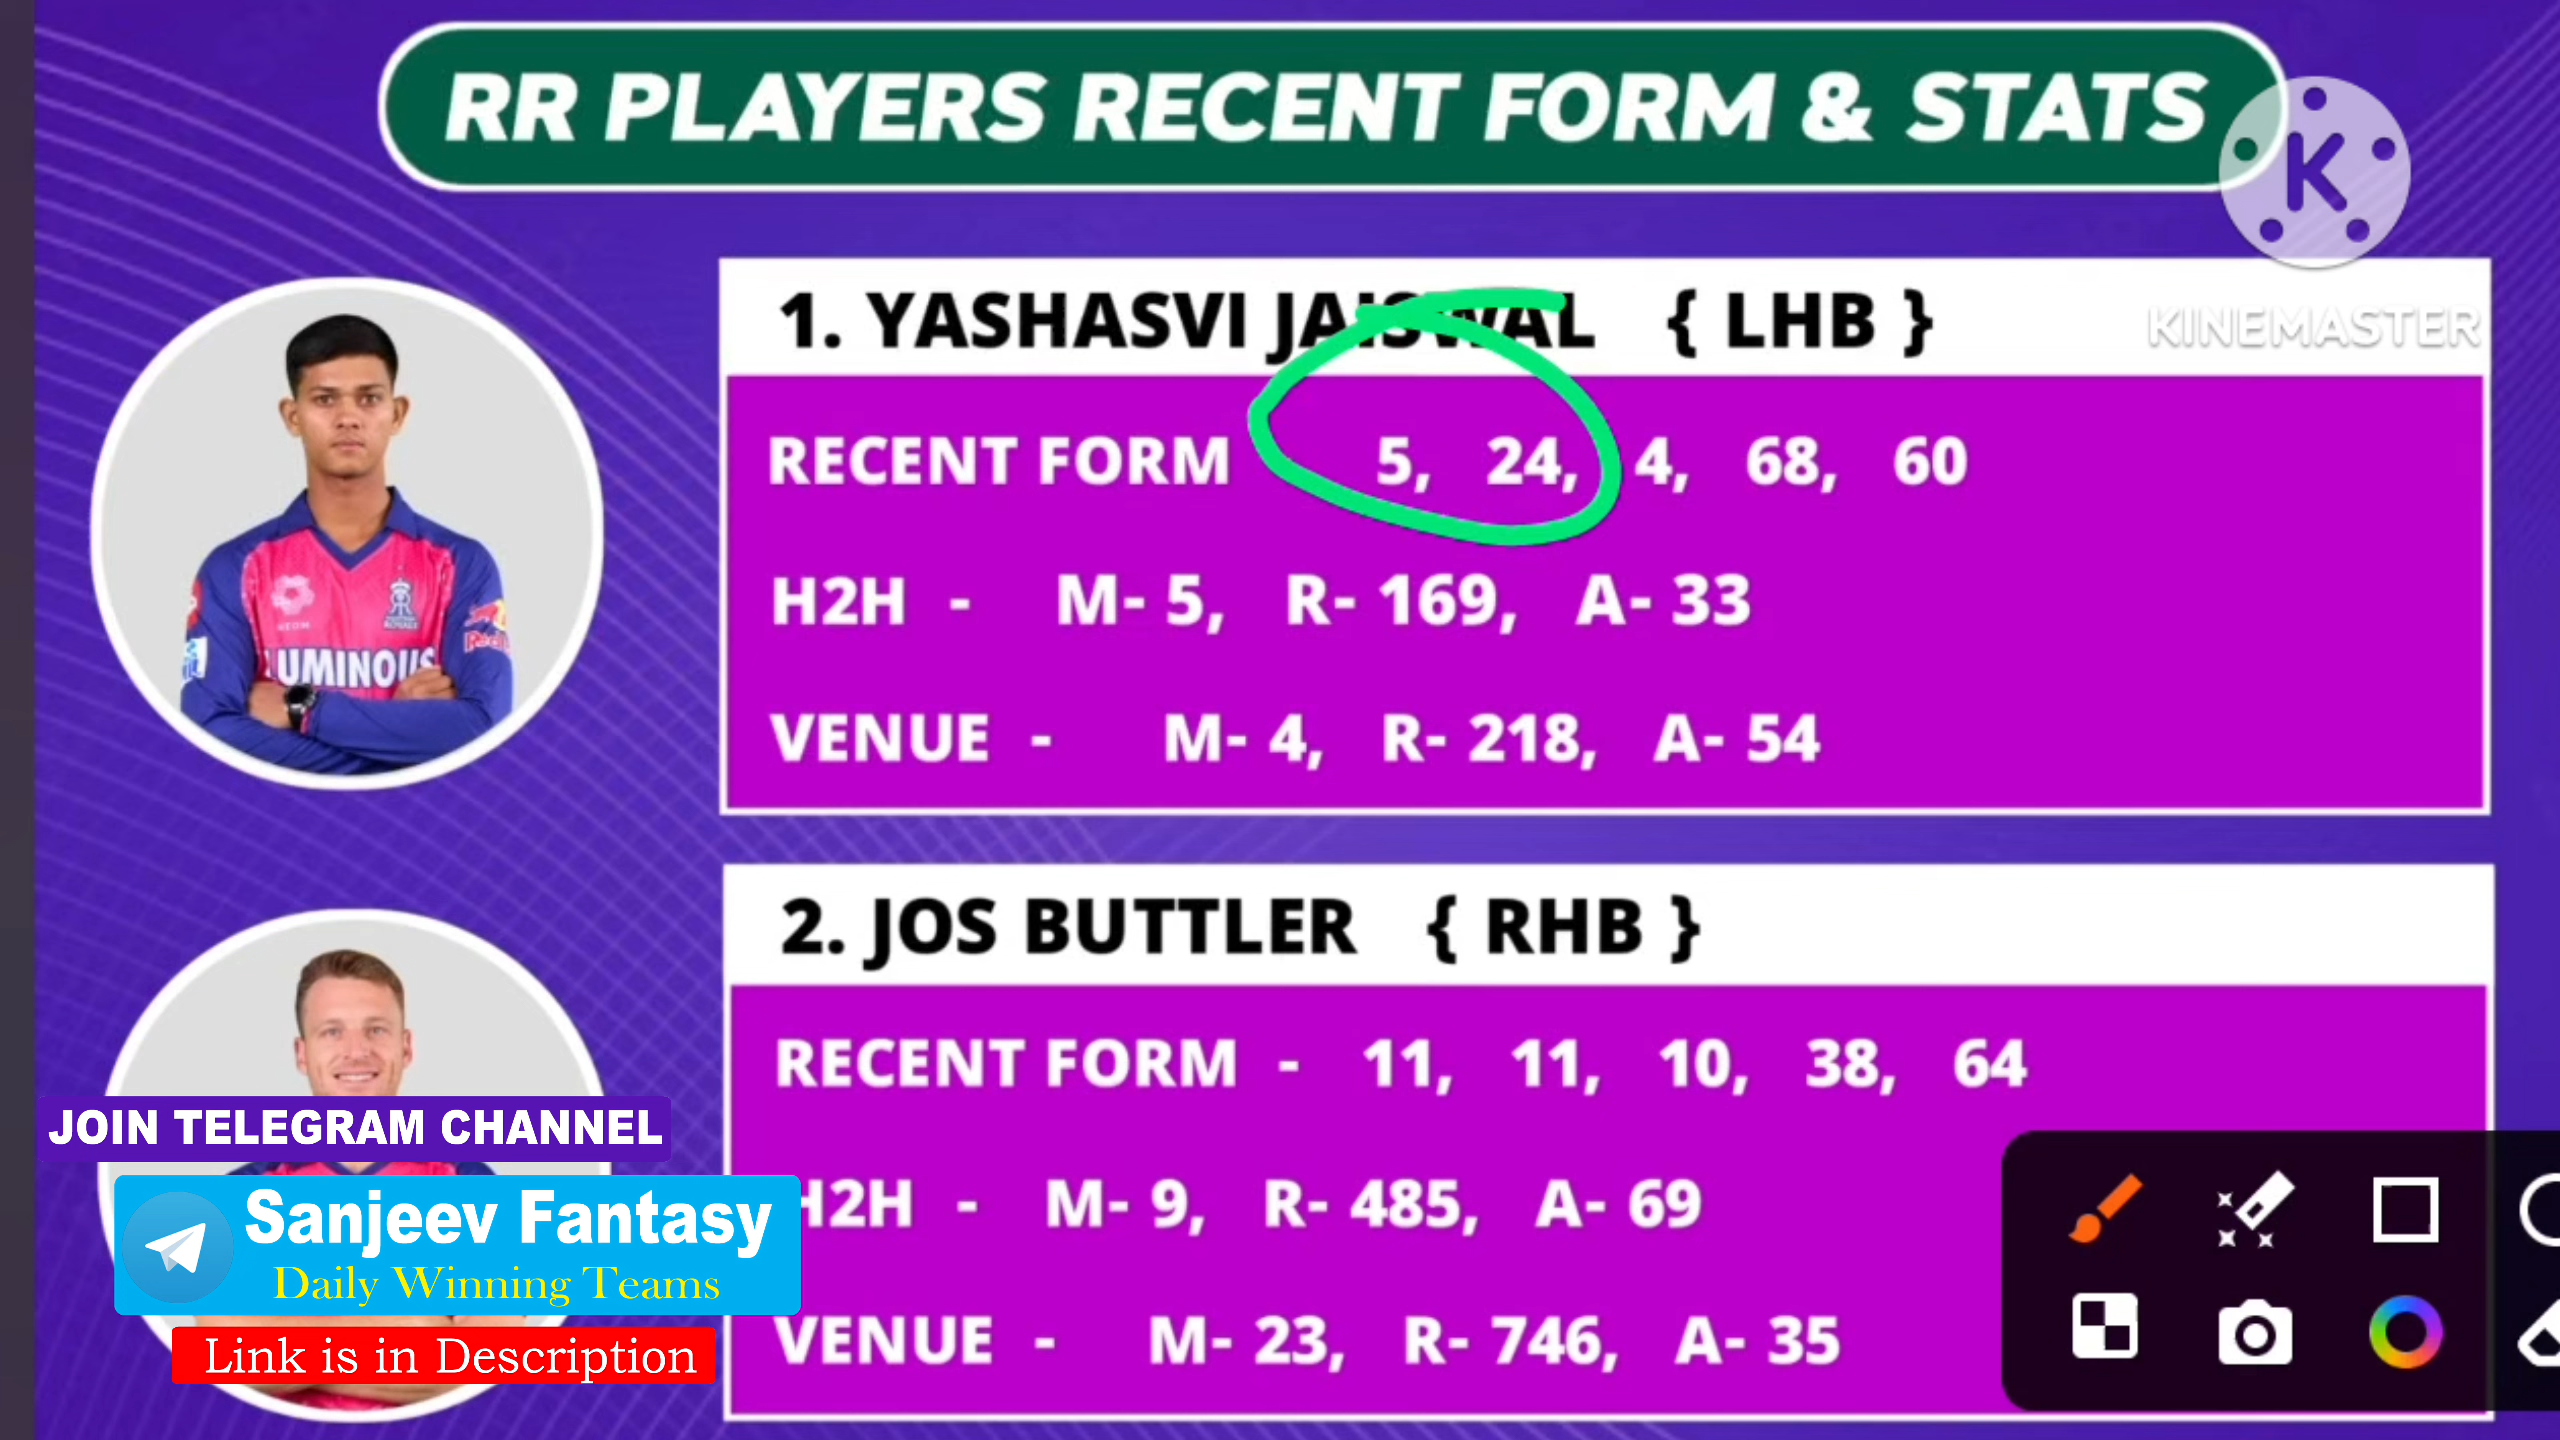 RR PLAYERS RECENT FORM & STATS
K
KINEMASTER
1. YASHASVI JAISWAL { LHB }
RECENT FORM 5, 24, 4, 68, 60
H2H - M- 5, R- 169, A- 33
VENUE - M- 4, R- 218, A- 54
LUMINOUS
2. JOS BUTTLER { RHB }
RECENT FORM - 11, 11, 10, 38, 64
H2H - M- 9, R- 485, A- 69
VENUE - M- 23, R- 746, A- 35
JOIN TELEGRAM CHANNEL
Sanjeev Fantasy
Daily Winning Teams
Link is in Description